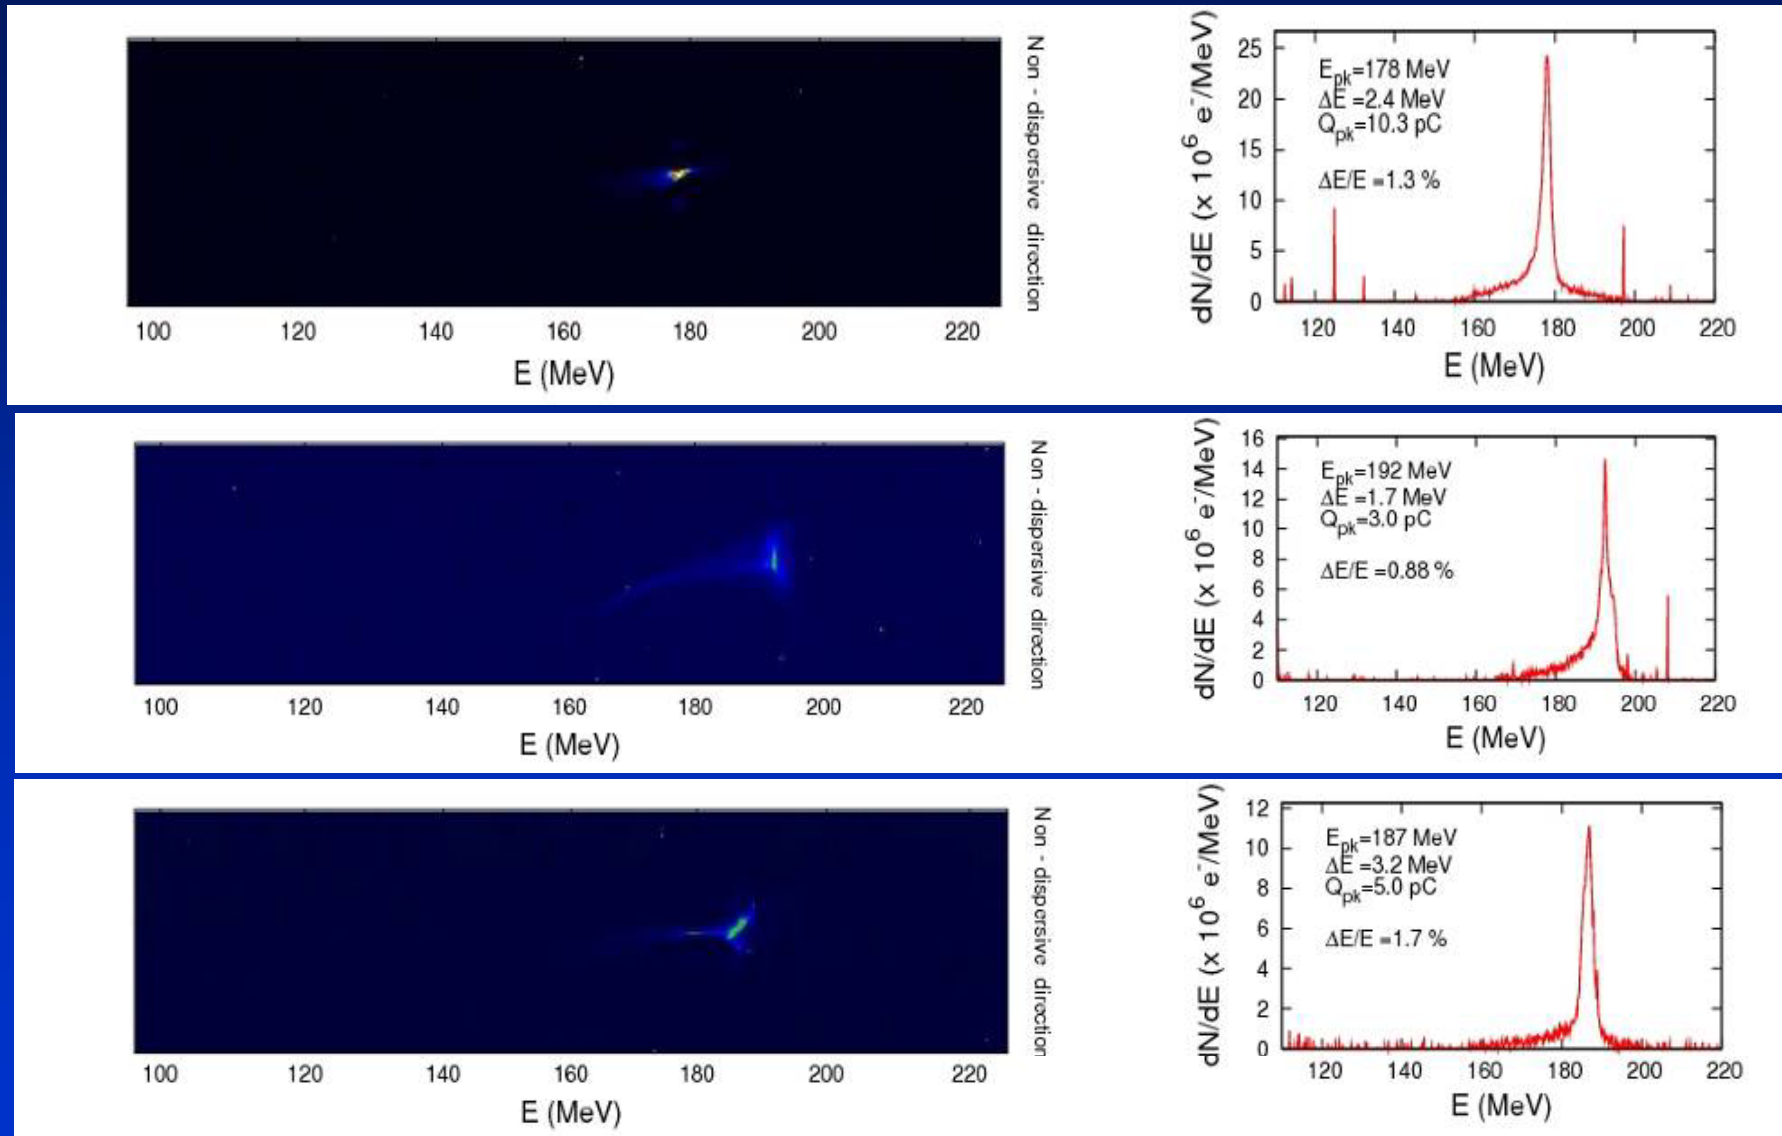 Non - dispersive direction
100 120 140 160 180 200 220
E (MeV)
dN/dE (x 10^6 e^-/MeV)
25
20
15
10
5
0
E_pk=178 MeV
ΔE =2.4 MeV
Q_pk=10.3 pC
ΔE/E =1.3 %
120 140 160 180 200 220
E (MeV)
Non - dispersive direction
100 120 140 160 180 200 220
E (MeV)
dN/dE (x 10^6 e^-/MeV)
16
14
12
10
8
6
4
2
0
E_pk=192 MeV
ΔE =1.7 MeV
Q_pk=3.0 pC
ΔE/E =0.88 %
120 140 160 180 200 220
E (MeV)
Non - dispersive direction
100 120 140 160 180 200 220
E (MeV)
dN/dE (x 10^6 e^-/MeV)
12
10
8
6
4
2
0
E_pk=187 MeV
ΔE =3.2 MeV
Q_pk=5.0 pC
ΔE/E =1.7 %
120 140 160 180 200 220
E (MeV)